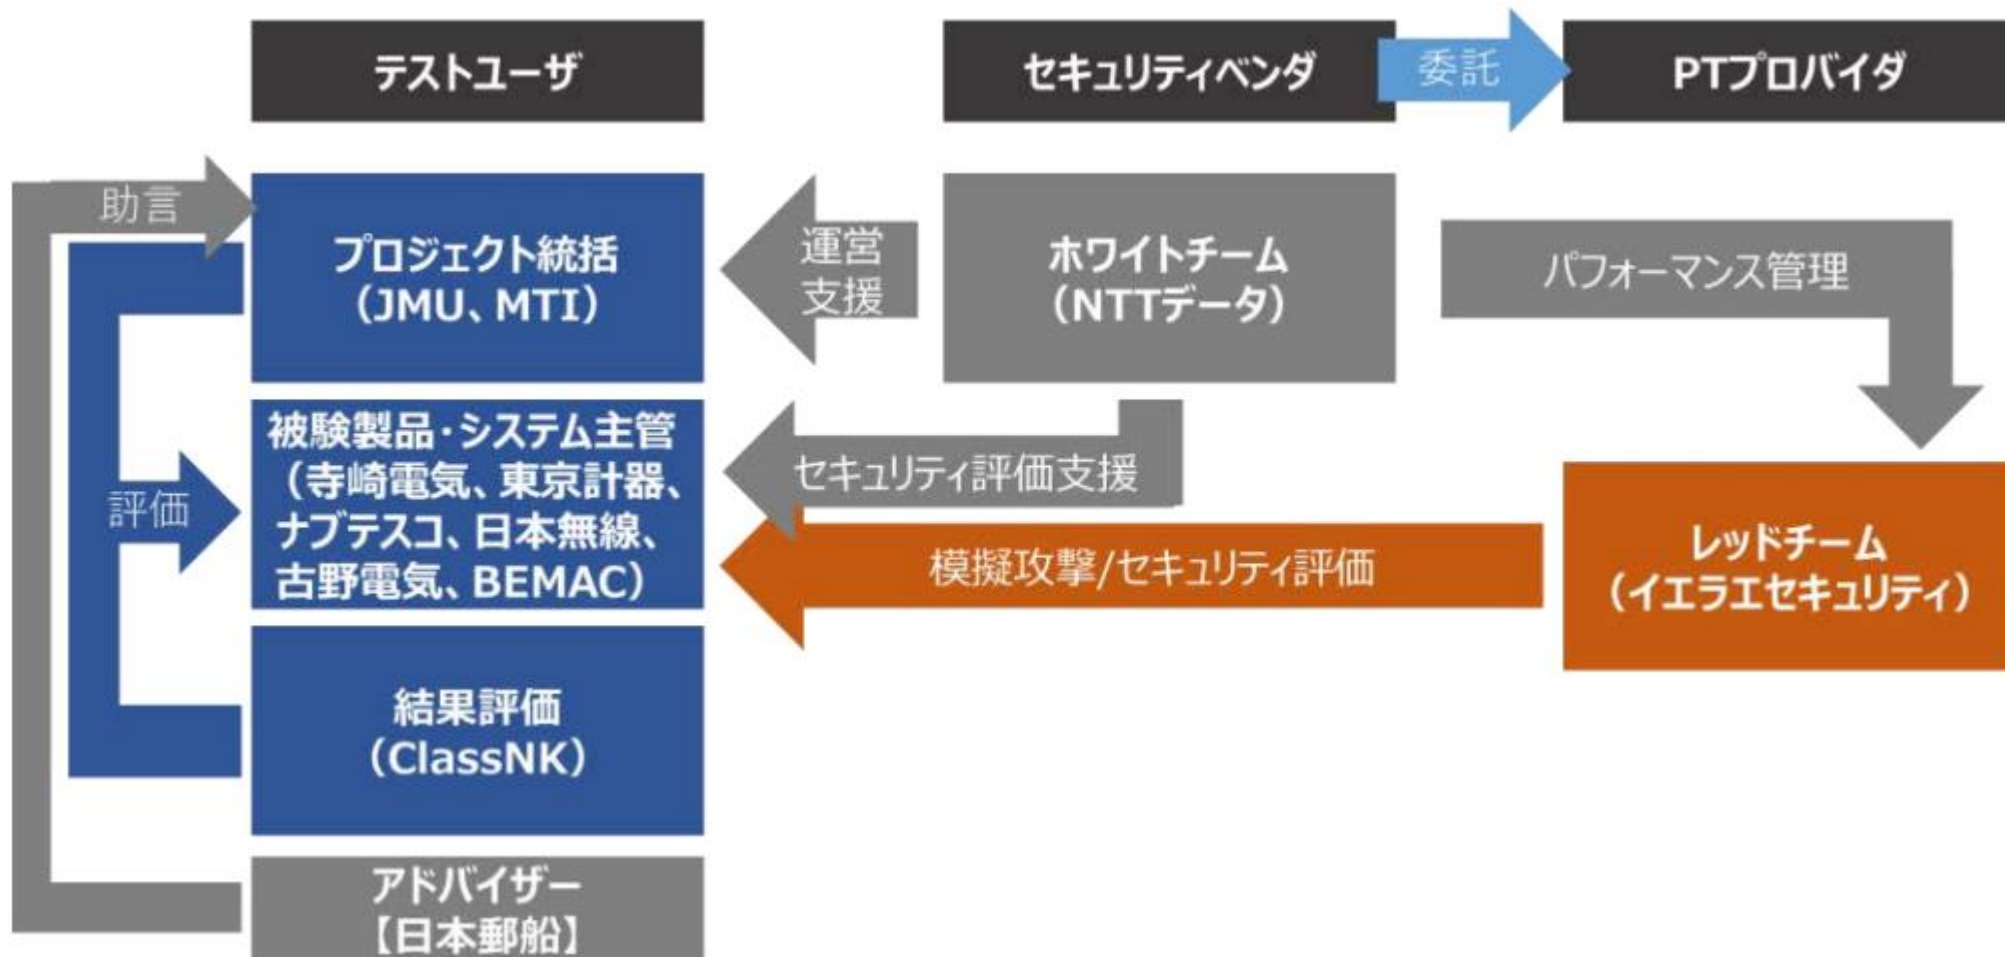 テストユーザ
セキュリティベンダ
委託
PTプロバイダ
助言
プロジェクト統括
（JMU、MTI）
運営
支援
ホワイトチーム
（NTTデータ）
パフォーマンス管理
評価
被験製品・システム主管
（寺崎電気、東京計器、
ナブテスコ、日本無線、
古野電気、BEMAC）
セキュリティ評価支援
模擬攻撃/セキュリティ評価
レッドチーム
（イエラエセキュリティ）
結果評価
（ClassNK）
アドバイザー
【日本郵船】